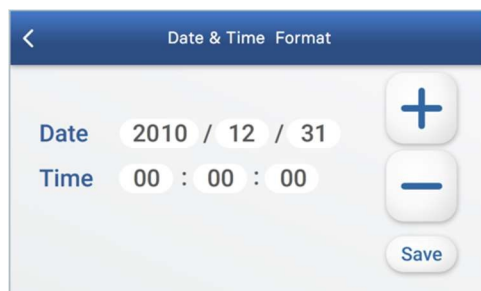 Date & Time Format
Date 2010 / 12 / 31
Time 00 : 00 : 00
Save